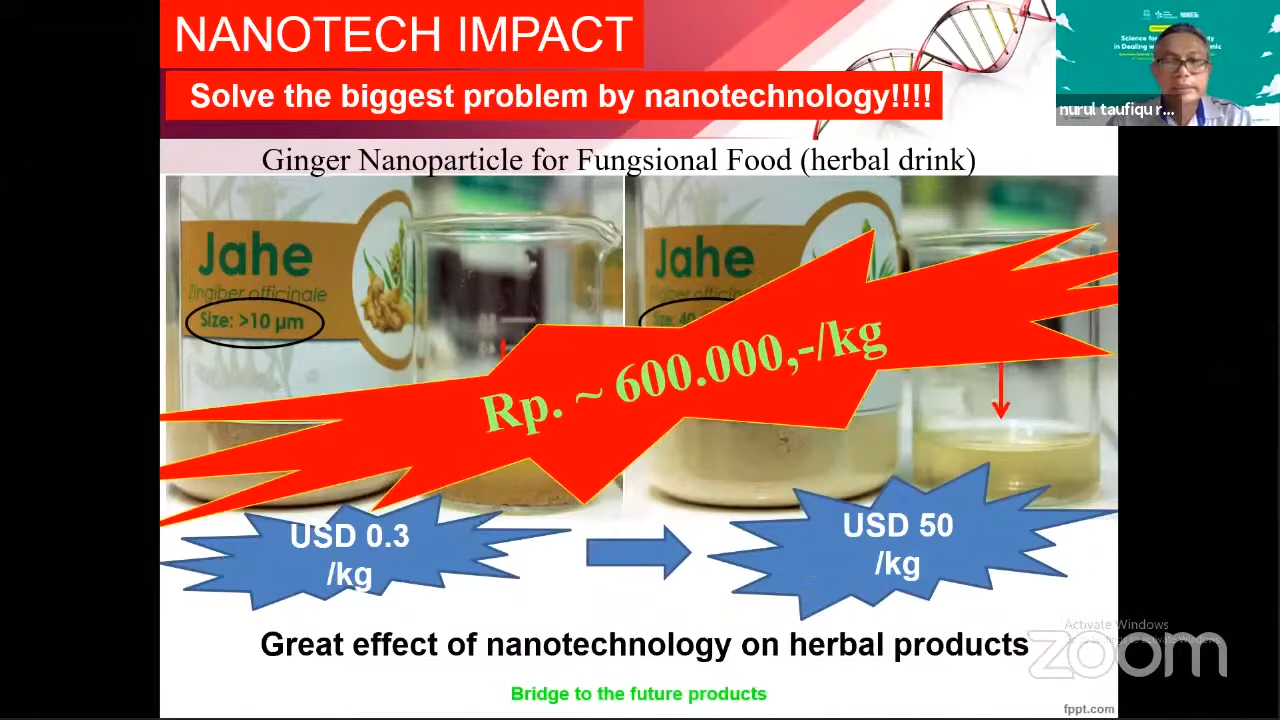 NANOTECH IMPACT
Solve the biggest problem by nanotechnology!!!!
nurul taufiqu r...
Ginger Nanoparticle for Fungsional Food (herbal drink)
Jahe
Zingiber officinale
Size: >10 µm
Jahe
Size: 40
Rp. ~ 600.000,-/kg
USD 0.3
/kg
USD 50
/kg
Great effect of nanotechnology on herbal products
Activate Windows
zoom
Bridge to the future products
fppt.com